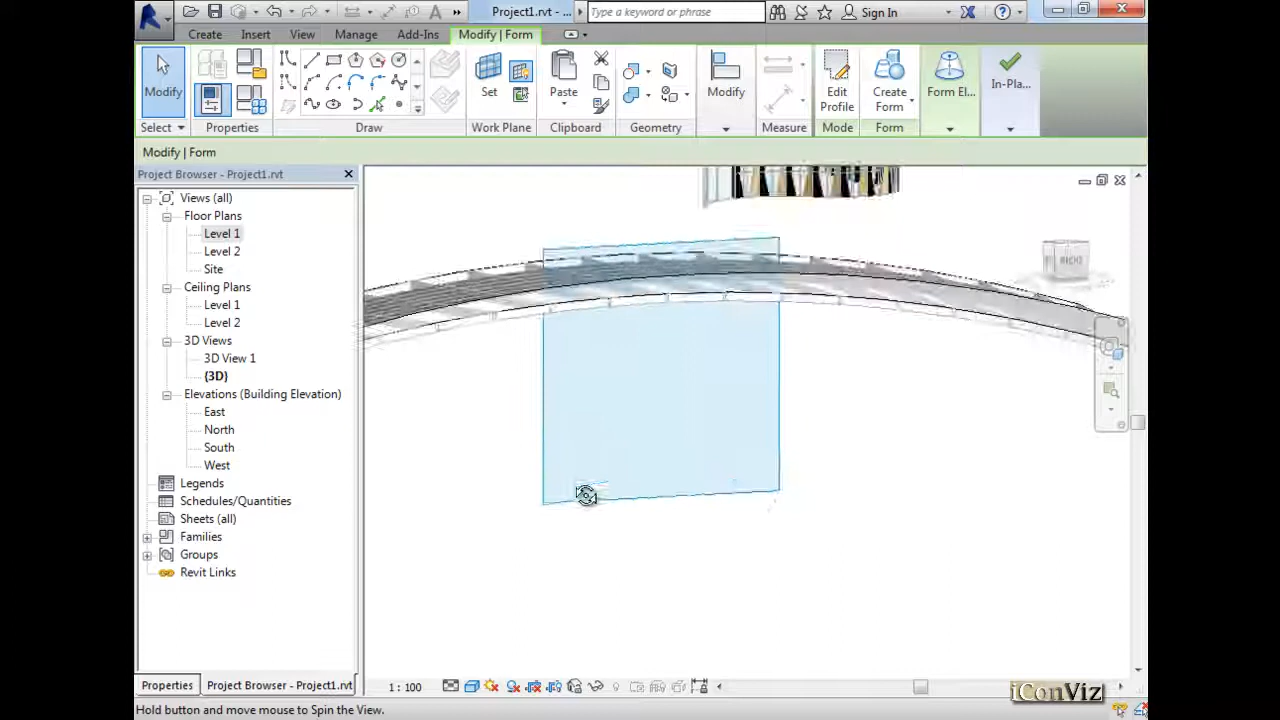 Project1.rvt - ...
Type a keyword or phrase
Sign In
Create
Insert
View
Manage
Add-Ins
Modify | Form
Modify
Select
Properties
Draw
Set
Work Plane
Paste
Clipboard
Geometry
Modify
Measure
Edit
Profile
Mode
Create
Form
Form
Form El...
In-Pla...
Modify | Form
Project Browser - Project1.rvt
Views (all)
Floor Plans
Level 1
Level 2
Site
Ceiling Plans
Level 1
Level 2
3D Views
3D View 1
{3D}
Elevations (Building Elevation)
East
North
South
West
Legends
Schedules/Quantities
Sheets (all)
Families
Groups
Revit Links
RIGHT
Properties
Project Browser - Project1.rvt
1 : 100
iConViz
Hold button and move mouse to Spin the View.